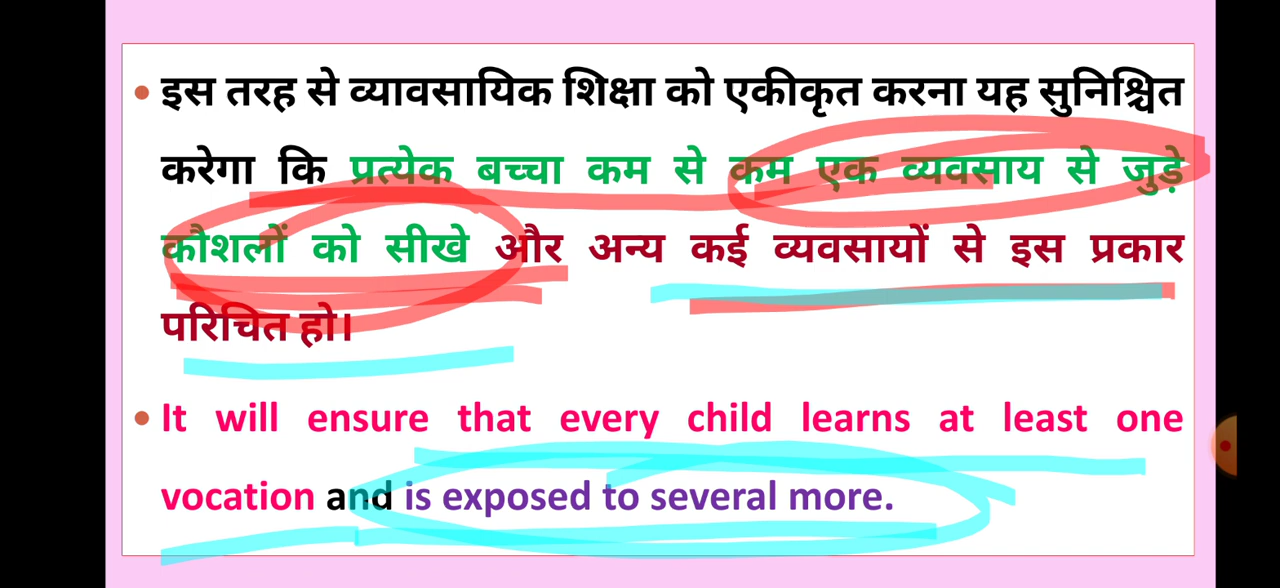 • इस तरह से व्यावसायिक शिक्षा को एकीकृत करना यह सुनिश्चित
करेगा कि प्रत्येक बच्चा कम से कम एक व्यवसाय से जुड़े
कौशलों को सीखे और अन्य कई व्यवसायों से इस प्रकार
परिचित हो।
• It will ensure that every child learns at least one
vocation and is exposed to several more.